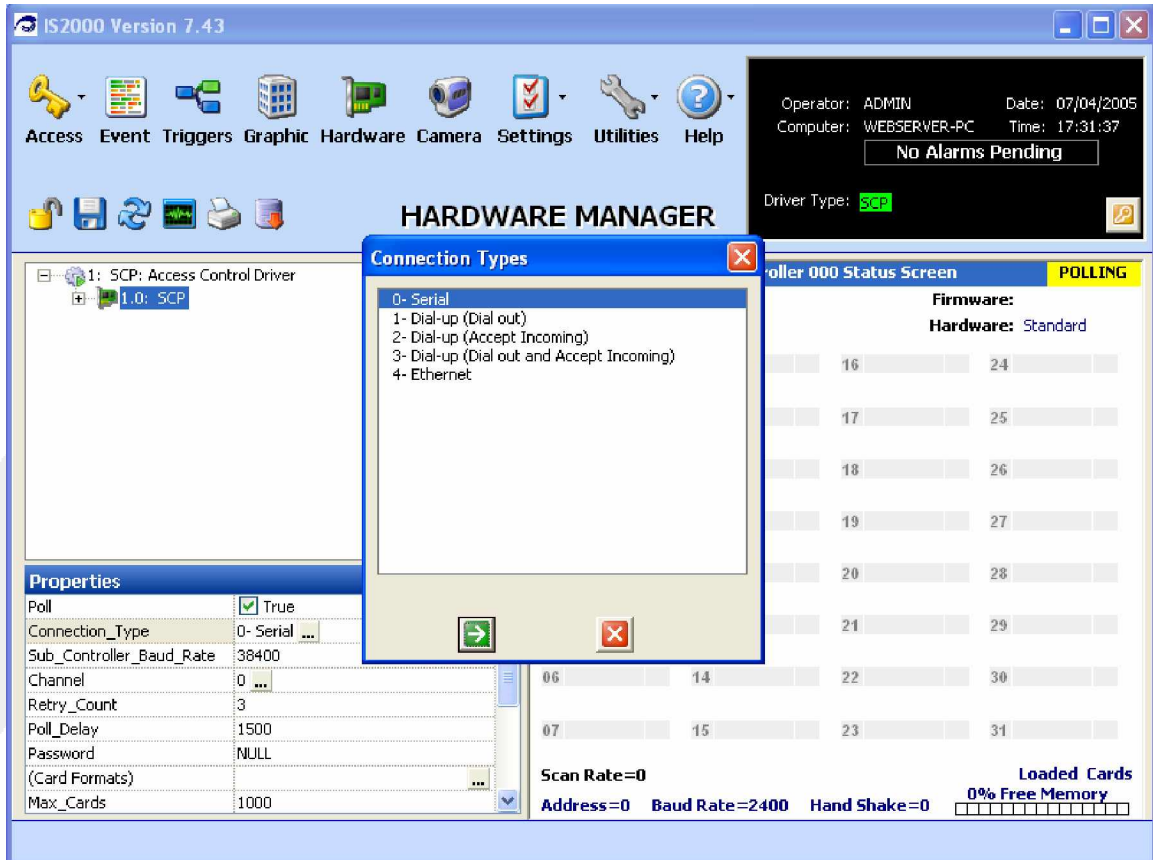 IS2000 Version 7.43
Access Event Triggers Graphic Hardware Camera Settings Utilities Help
Operator: ADMIN Date: 07/04/2005
Computer: WEBSERVER-PC Time: 17:31:37
No Alarms Pending
Driver Type: SCP
HARDWARE MANAGER
1: SCP: Access Control Driver
1.0: SCP
Connection Types
0- Serial
1- Dial-up (Dial out)
2- Dial-up (Accept Incoming)
3- Dial-up (Dial out and Accept Incoming)
4- Ethernet
Properties
Poll True
Connection_Type 0- Serial ...
Sub_Controller_Baud_Rate 38400
Channel 0 ...
Retry_Count 3
Poll_Delay 1500
Password NULL
(Card Formats) ...
Max_Cards 1000
000 Status Screen POLLING
Firmware:
Hardware: Standard
16 24
17 25
18 26
19 27
20 28
21 29
06 14 22 30
07 15 23 31
Scan Rate=0 Loaded Cards
0% Free Memory
Address=0 Baud Rate=2400 Hand Shake=0